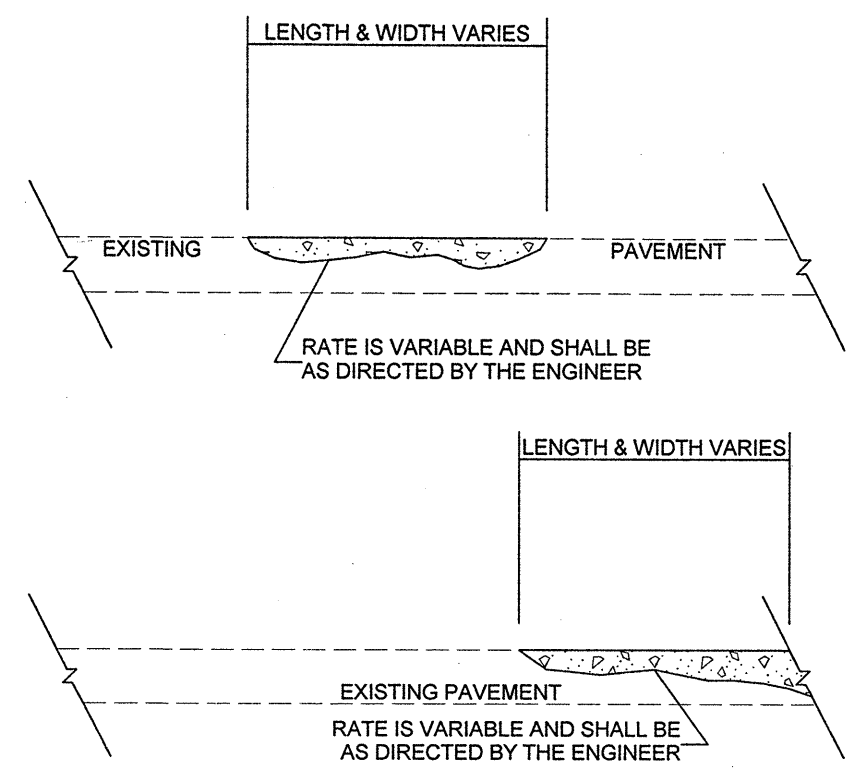 LENGTH & WIDTH VARIES
EXISTING
PAVEMENT
RATE IS VARIABLE AND SHALL BE
AS DIRECTED BY THE ENGINEER
LENGTH & WIDTH VARIES
EXISTING PAVEMENT
RATE IS VARIABLE AND SHALL BE
AS DIRECTED BY THE ENGINEER